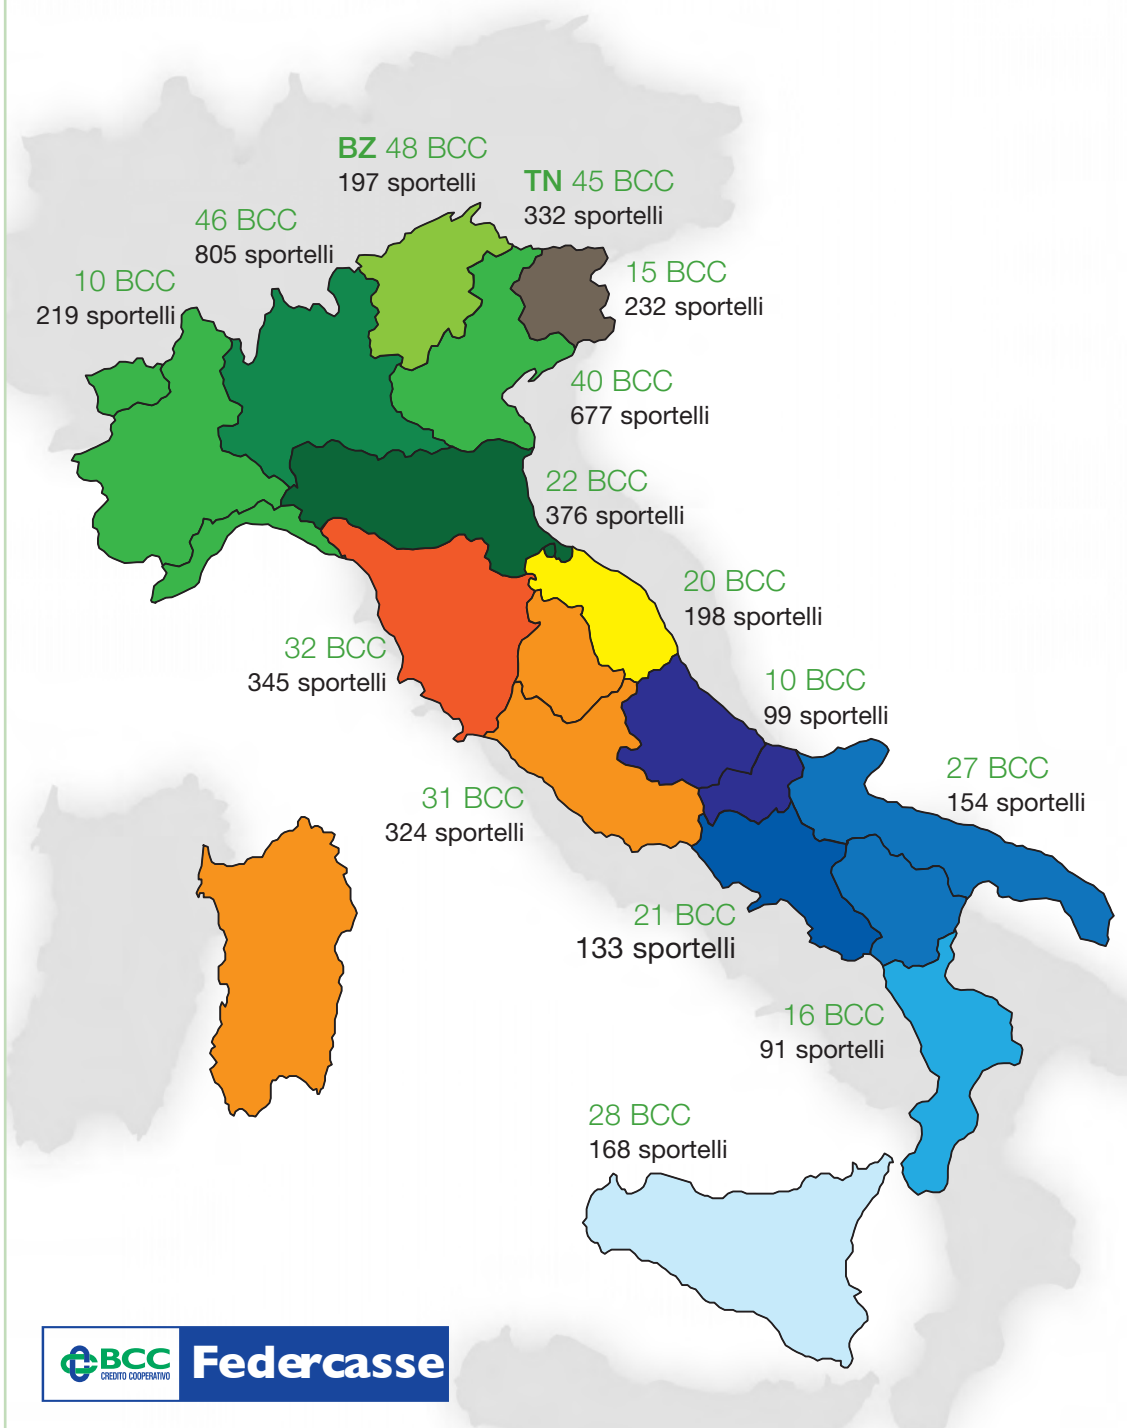 BZ 48 BCC
197 sportelli
TN 45 BCC
332 sportelli
46 BCC
805 sportelli
10 BCC
219 sportelli
15 BCC
232 sportelli
40 BCC
677 sportelli
22 BCC
376 sportelli
20 BCC
198 sportelli
32 BCC
345 sportelli
10 BCC
99 sportelli
27 BCC
154 sportelli
31 BCC
324 sportelli
21 BCC
133 sportelli
16 BCC
91 sportelli
28 BCC
168 sportelli
BCC
CREDITO COOPERATIVO
Federcasse